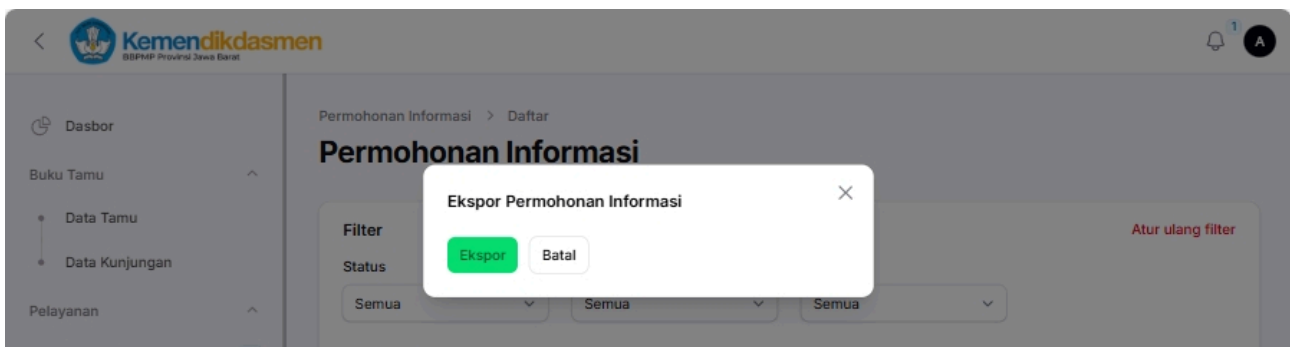 Kemendikdasmen
BBPMP Provinsi Jawa Barat
1
A
Dasbor
Buku Tamu
Data Tamu
Data Kunjungan
Pelayanan
Permohonan Informasi > Daftar
Permohonan Informasi
Ekspor Permohonan Informasi
Ekspor Batal
Filter
Atur ulang filter
Status
Semua Semua Semua